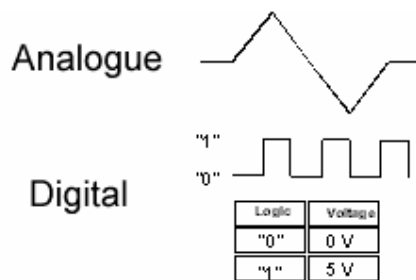 Analogue
"1"
"0"
Digital
Logic Voltage
"0" 0 V
"1" 5 V